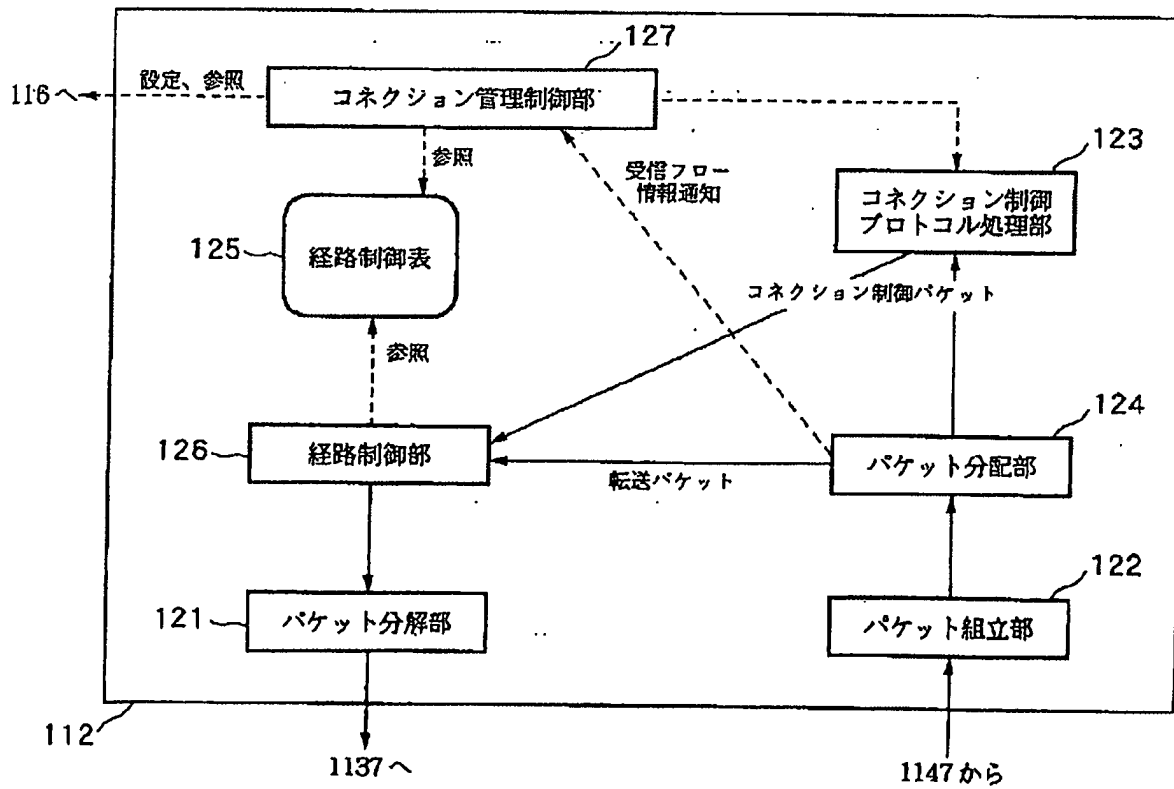 127
116へ
設定、参照
コネクション管理制御部
参照
受信フロー
情報通知
123
コネクション制御
プロトコル処理部
125
経路制御表
コネクション制御パケット
参照
124
126
経路制御部
転送パケット
パケット分配部
122
121
パケット分解部
パケット組立部
112
1137へ
1147から